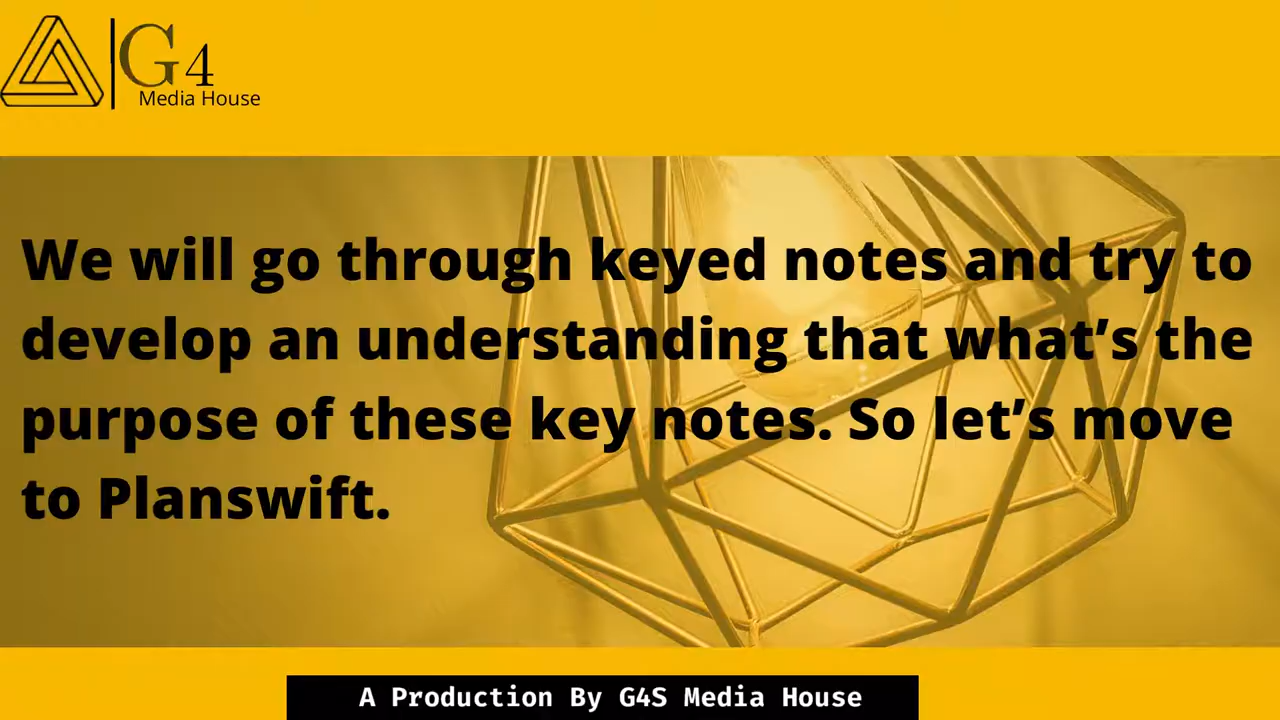 G4
Media House
We will go through keyed notes and try to
develop an understanding that what’s the
purpose of these key notes. So let’s move
to Planswift.
A Production By G4S Media House